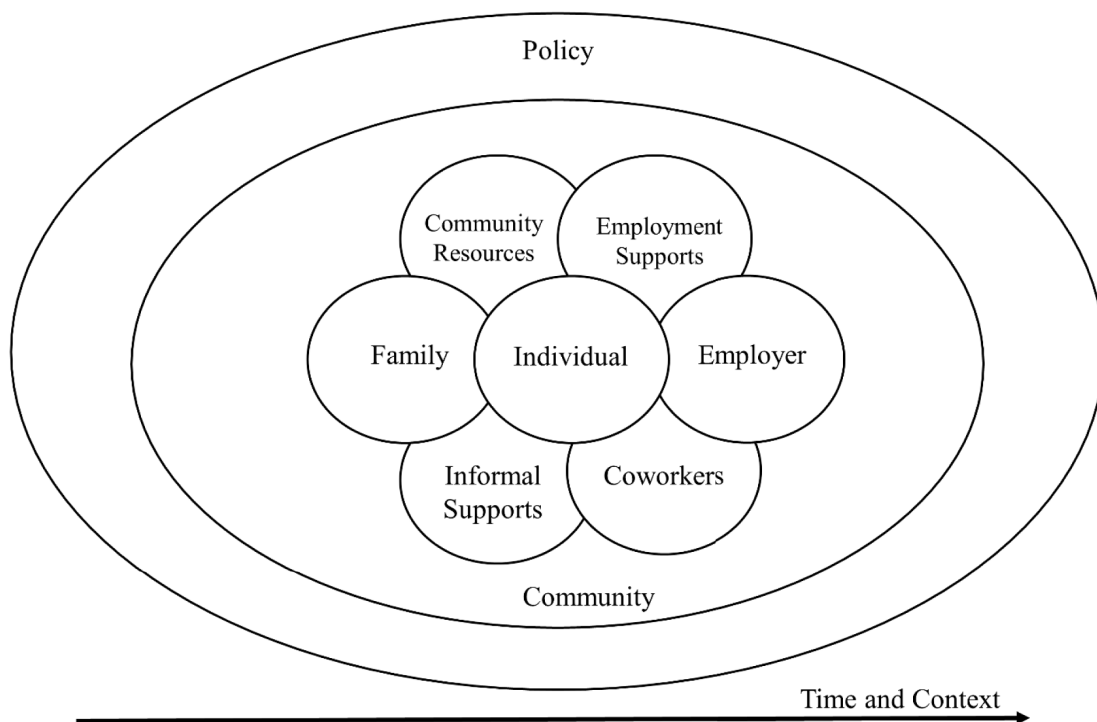 Policy
Community
Resources
Employment
Supports
Family
Individual
Employer
Informal
Supports
Coworkers
Community
Time and Context